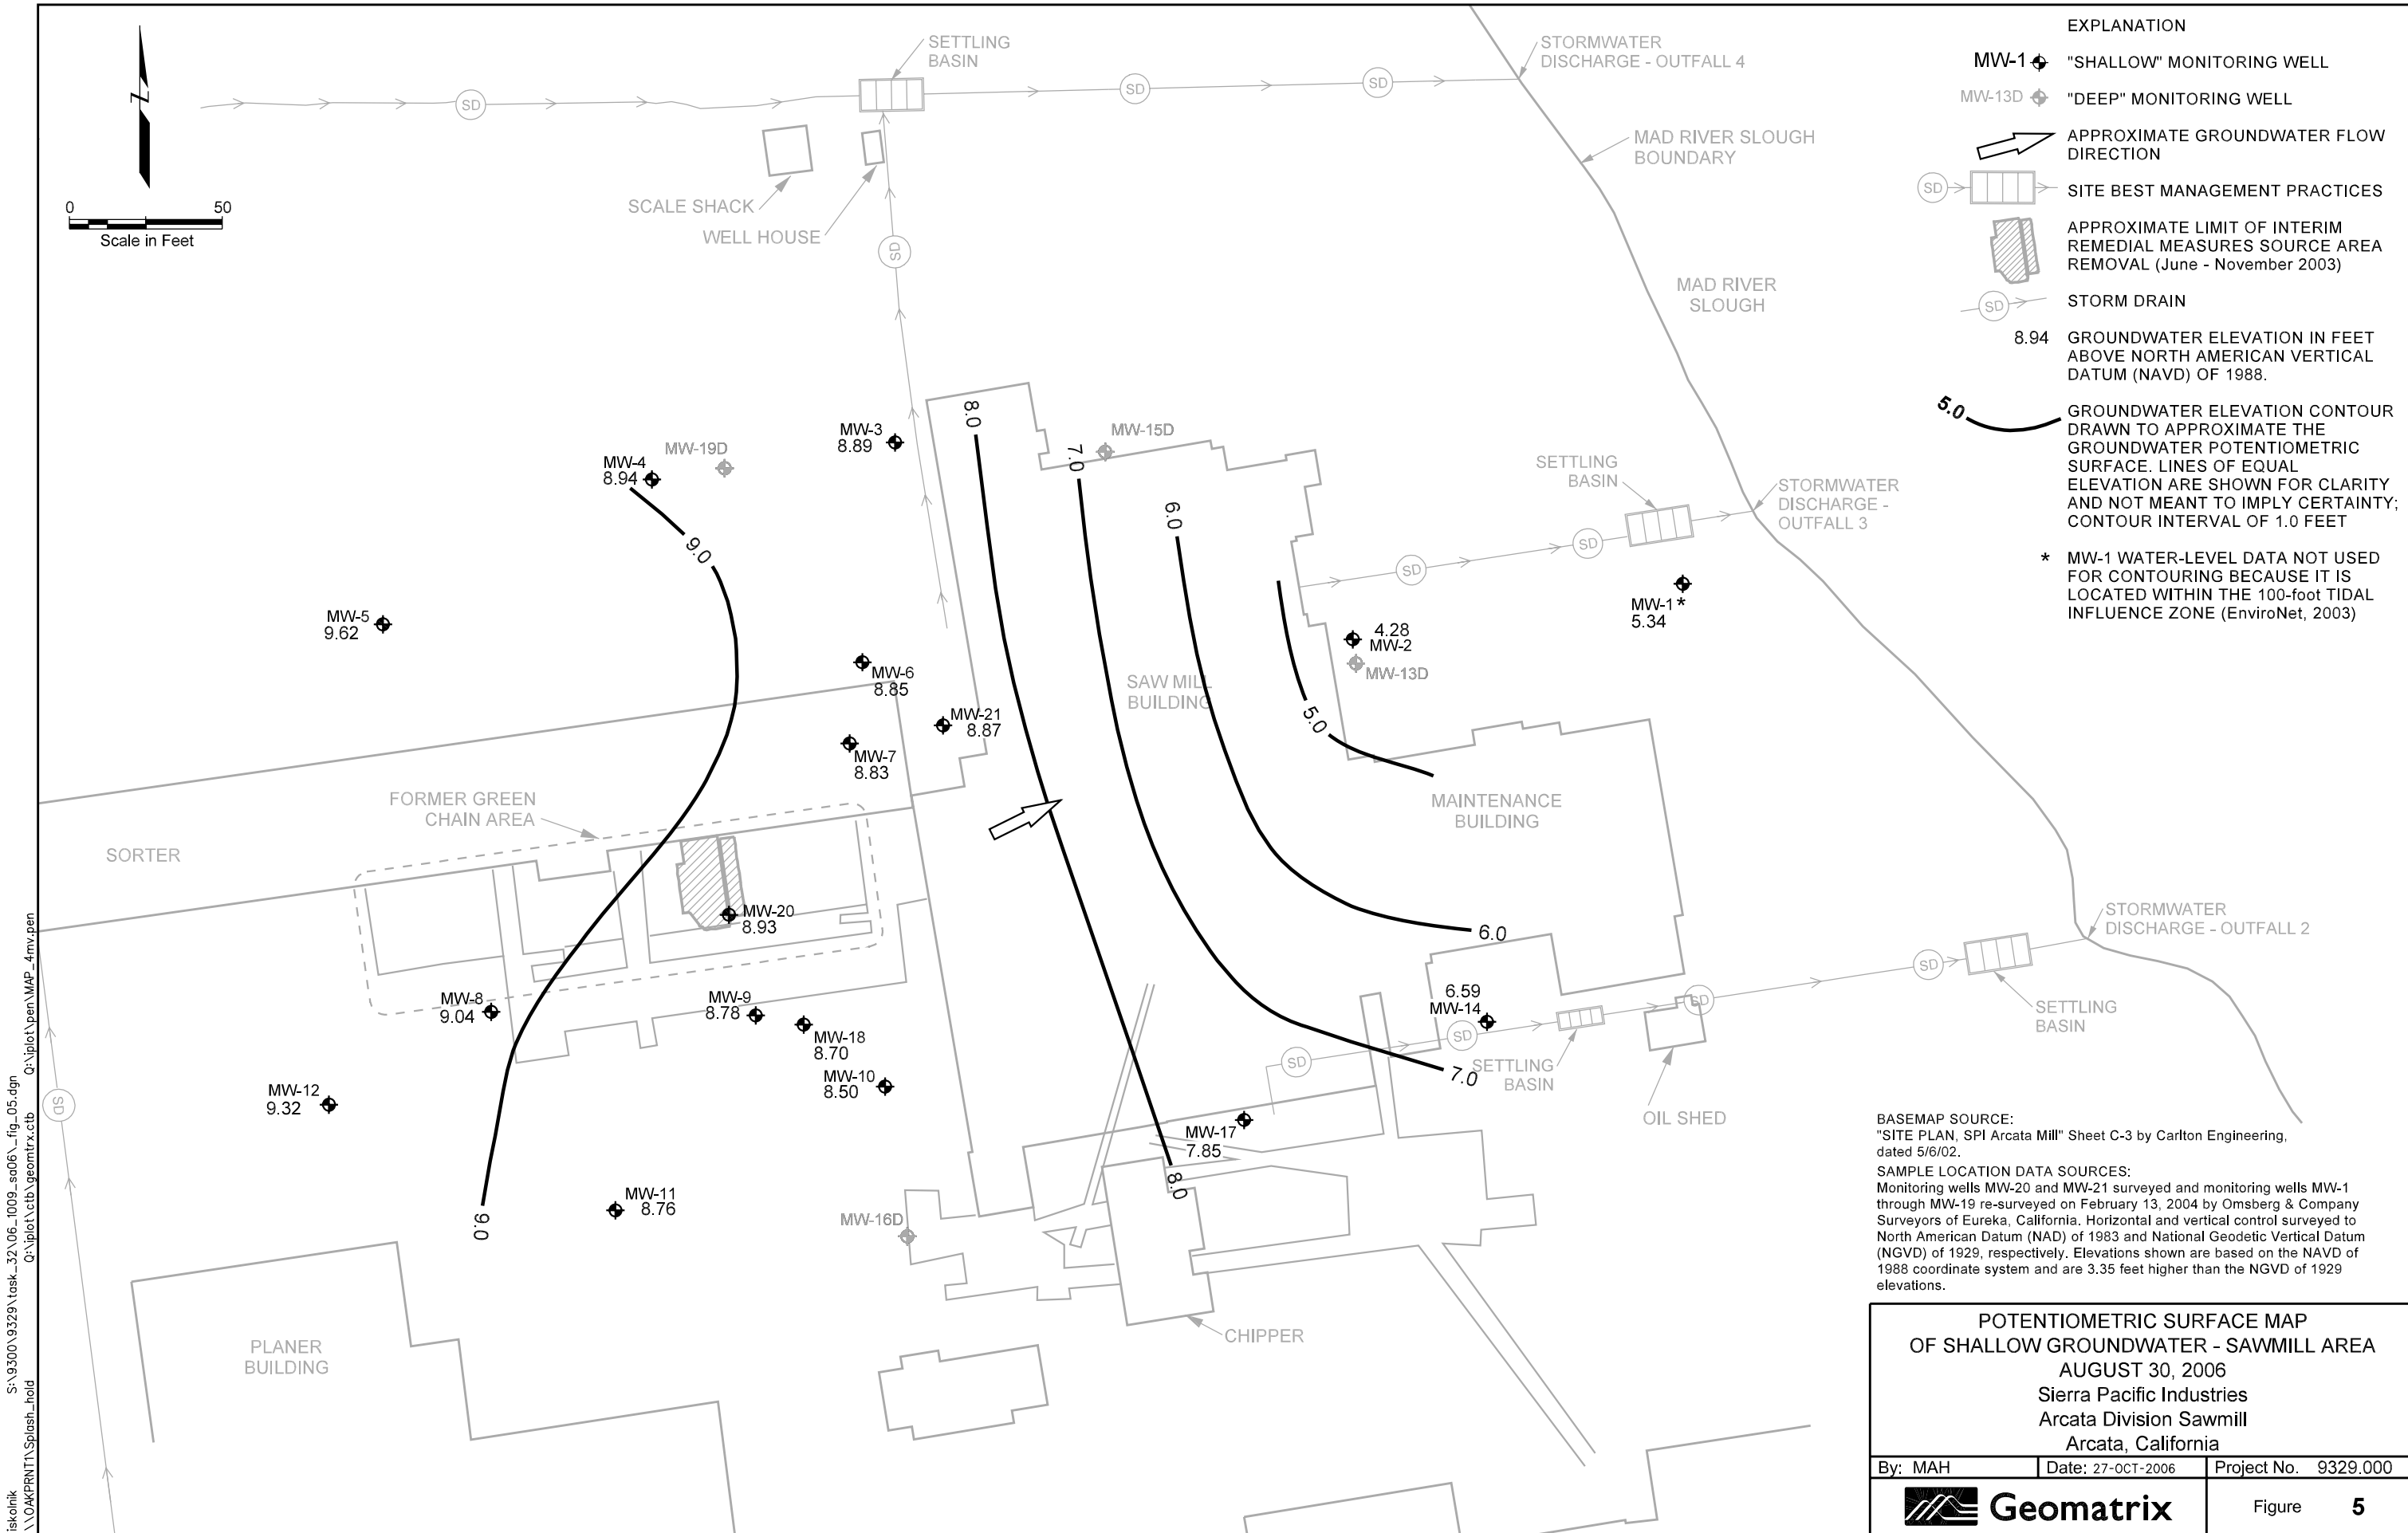 EXPLANATION
MW-1 "SHALLOW" MONITORING WELL
MW-13D "DEEP" MONITORING WELL
APPROXIMATE GROUNDWATER FLOW
DIRECTION
SD SITE BEST MANAGEMENT PRACTICES
APPROXIMATE LIMIT OF INTERIM
REMEDIAL MEASURES SOURCE AREA
REMOVAL (June - November 2003)
SD STORM DRAIN
8.94 GROUNDWATER ELEVATION IN FEET
ABOVE NORTH AMERICAN VERTICAL
DATUM (NAVD) OF 1988.
5.0 GROUNDWATER ELEVATION CONTOUR
DRAWN TO APPROXIMATE THE
GROUNDWATER POTENTIOMETRIC
SURFACE. LINES OF EQUAL
ELEVATION ARE SHOWN FOR CLARITY
AND NOT MEANT TO IMPLY CERTAINTY;
CONTOUR INTERVAL OF 1.0 FEET
* MW-1 WATER-LEVEL DATA NOT USED
FOR CONTOURING BECAUSE IT IS
LOCATED WITHIN THE 100-foot TIDAL
INFLUENCE ZONE (EnviroNet, 2003)
Z
0 50
Scale in Feet
SETTLING
BASIN
STORMWATER
DISCHARGE - OUTFALL 4
SD
SD
SD
SD
MAD RIVER SLOUGH
BOUNDARY
SCALE SHACK
WELL HOUSE
MAD RIVER
SLOUGH
MW-3
8.89
MW-4
8.94
MW-19D
8.0
7.0
MW-15D
6.0
9.0
SETTLING
BASIN
STORMWATER
DISCHARGE -
OUTFALL 3
SD
SD
MW-1*
5.34
MW-5
9.62
4.28
MW-2
MW-13D
MW-6
8.85
SAW MILL
BUILDING
5.0
MW-21
8.87
MW-7
8.83
FORMER GREEN
CHAIN AREA
MAINTENANCE
BUILDING
SORTER
MW-20
8.93
6.0
STORMWATER
DISCHARGE - OUTFALL 2
SD
SD
SETTLING
BASIN
MW-8
9.04
MW-9
8.78
MW-18
8.70
6.59
MW-14
SD
SD
SETTLING
BASIN
7.0
MW-10
8.50
MW-12
9.32
SD
OIL SHED
MW-17
7.85
8.0
MW-11
8.76
9.0
MW-16D
CHIPPER
PLANER
BUILDING
BASEMAP SOURCE:
"SITE PLAN, SPI Arcata Mill" Sheet C-3 by Carlton Engineering,
dated 5/6/02.
SAMPLE LOCATION DATA SOURCES:
Monitoring wells MW-20 and MW-21 surveyed and monitoring wells MW-1
through MW-19 re-surveyed on February 13, 2004 by Omsberg & Company
Surveyors of Eureka, California. Horizontal and vertical control surveyed to
North American Datum (NAD) of 1983 and National Geodetic Vertical Datum
(NGVD) of 1929, respectively. Elevations shown are based on the NAVD of
1988 coordinate system and are 3.35 feet higher than the NGVD of 1929
elevations.
POTENTIOMETRIC SURFACE MAP
OF SHALLOW GROUNDWATER - SAWMILL AREA
AUGUST 30, 2006
Sierra Pacific Industries
Arcata Division Sawmill
Arcata, California
By: MAH Date: 27-OCT-2006 Project No. 9329.000
Geomatrix Figure 5
iskolnik S:\9300\9329\task_32\06_1009_sa06\_fig_05.dgn
\\OAKPRNT1\Splash_hold Q:\iplot\ctb\geomtrx.ctb Q:\iplot\pen\MAP_4mv.pen